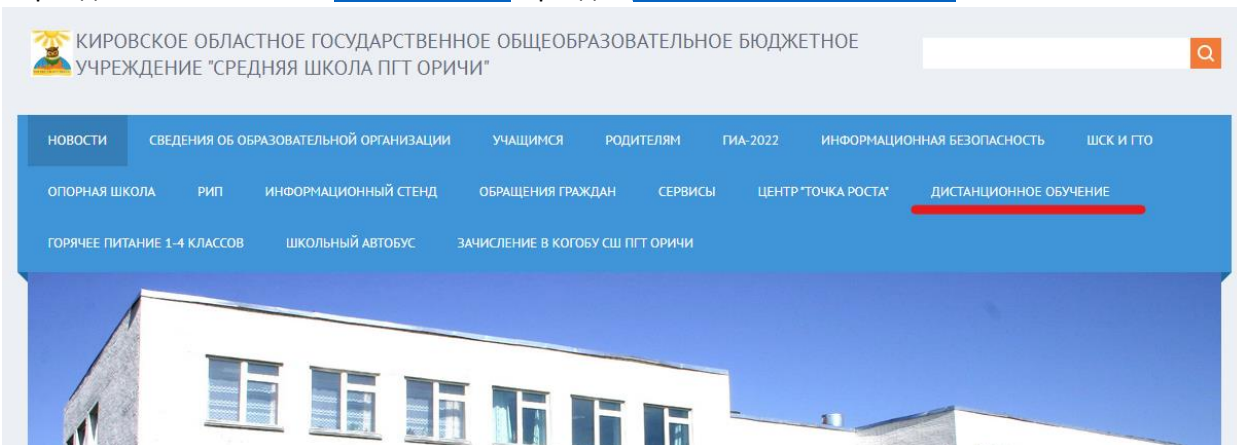 КИРОВСКОЕ ОБЛАСТНОЕ ГОСУДАРСТВЕННОЕ ОБЩЕОБРАЗОВАТЕЛЬНОЕ БЮДЖЕТНОЕ
УЧРЕЖДЕНИЕ "СРЕДНЯЯ ШКОЛА ПГТ ОРИЧИ"
НОВОСТИ СВЕДЕНИЯ ОБ ОБРАЗОВАТЕЛЬНОЙ ОРГАНИЗАЦИИ УЧАЩИМСЯ РОДИТЕЛЯМ ГИА-2022 ИНФОРМАЦИОННАЯ БЕЗОПАСНОСТЬ ШСК И ГТО
ОПОРНАЯ ШКОЛА РИП ИНФОРМАЦИОННЫЙ СТЕНД ОБРАЩЕНИЯ ГРАЖДАН СЕРВИСЫ ЦЕНТР "ТОЧКА РОСТА" ДИСТАНЦИОННОЕ ОБУЧЕНИЕ
ГОРЯЧЕЕ ПИТАНИЕ 1-4 КЛАССОВ ШКОЛЬНЫЙ АВТОБУС ЗАЧИСЛЕНИЕ В КОГОБУ СШ ПГТ ОРИЧИ